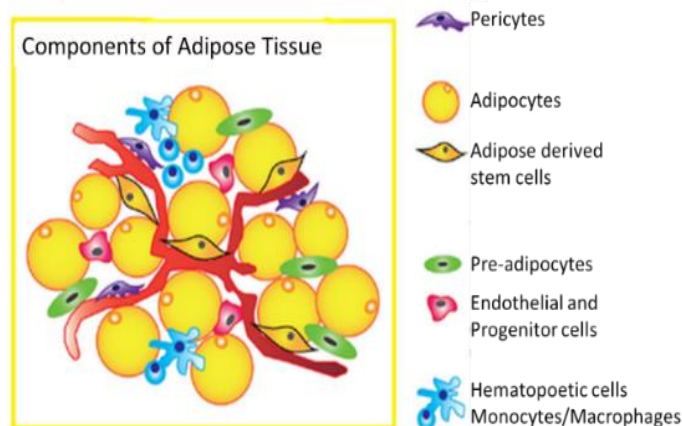 Components of Adipose Tissue
Pericytes
Adipocytes
Adipose derived
stem cells
Pre-adipocytes
Endothelial and
Progenitor cells
Hematopoetic cells
Monocytes/Macrophages